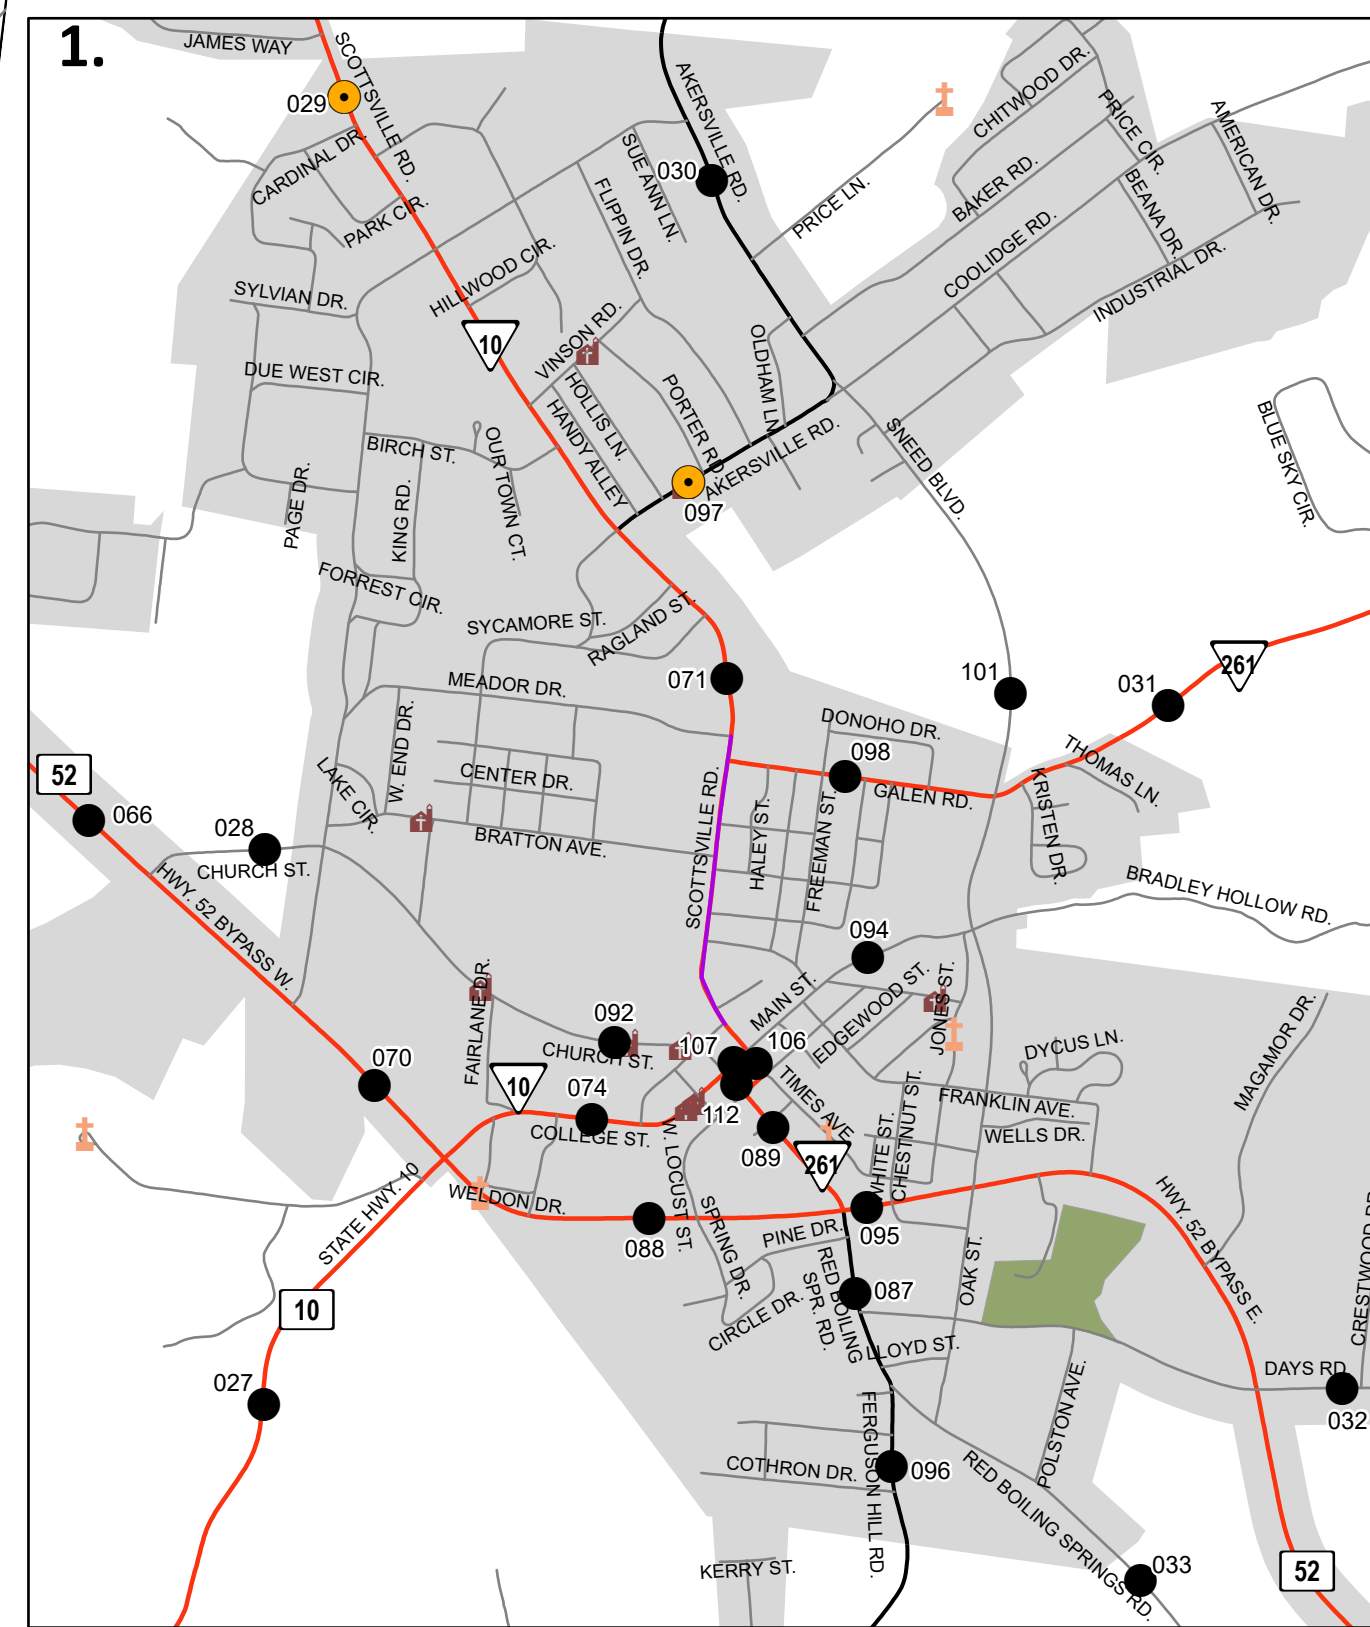 1.
JAMES WAY
SCOTTSVILLE RD.
029
CARDINAL DR.
PARK CIR.
AKERSVILLE RD.
030
SUE ANN LN.
FLIPPIN DR.
PRICE LN.
CHITWOOD DR.
PRICE CIR.
AMERICAN DR.
BAKER RD.
BEANA DR.
COOLIDGE RD.
INDUSTRIAL DR.
SYLVIAN DR.
HILLWOOD CIR.
10
VINSON RD.
OLDHAM LN.
DUE WEST CIR.
HOLLIS LN.
HANDY ALLEY
PORTER RD.
BIRCH ST.
OUR TOWN CT.
AKERSVILLE RD.
SNEED BLVD.
BLUE SKY CIR.
PAGE DR.
KING RD.
097
FORREST CIR.
SYCAMORE ST.
RAGLAND ST.
071
101
031
261
MEADOR DR.
W. END DR.
DONOHO DR.
098
GALEN RD.
THOMAS LN.
KRISTEN DR.
52
066
028
CHURCH ST.
LAKE CIR.
CENTER DR.
BRATTON AVE.
SCOTTSVILLE RD.
HALEY ST.
FREEMAN ST.
BRADLEY HOLLOW RD.
HWY. 52 BYPASS W.
094
FAIRLANE DR.
092
CHURCH ST.
MAIN ST.
EDGEWOOD ST.
JONES ST.
MAGAMOR DR.
107
106
DYCUS LN.
070
10
074
COLLEGE ST.
112
TIMES AVE.
089
261
WHITE ST.
CHESTNUT ST.
FRANKLIN AVE.
WELLS DR.
STATE HWY. 10
WELDON DR.
W. LOCUST ST.
SPRING DR.
088
PINE DR.
095
HWY. 52 BYPASS E.
CRESTWOOD DR.
10
CIRCLE DR.
RED BOILING
SPR. RD.
087
OAK ST.
LLOYD ST.
DAYS RD.
032
027
FERGUSON HILL RD.
POLSTON AVE.
COTHRON DR.
096
RED BOILING SPRINGS RD.
KERRY ST.
033
52